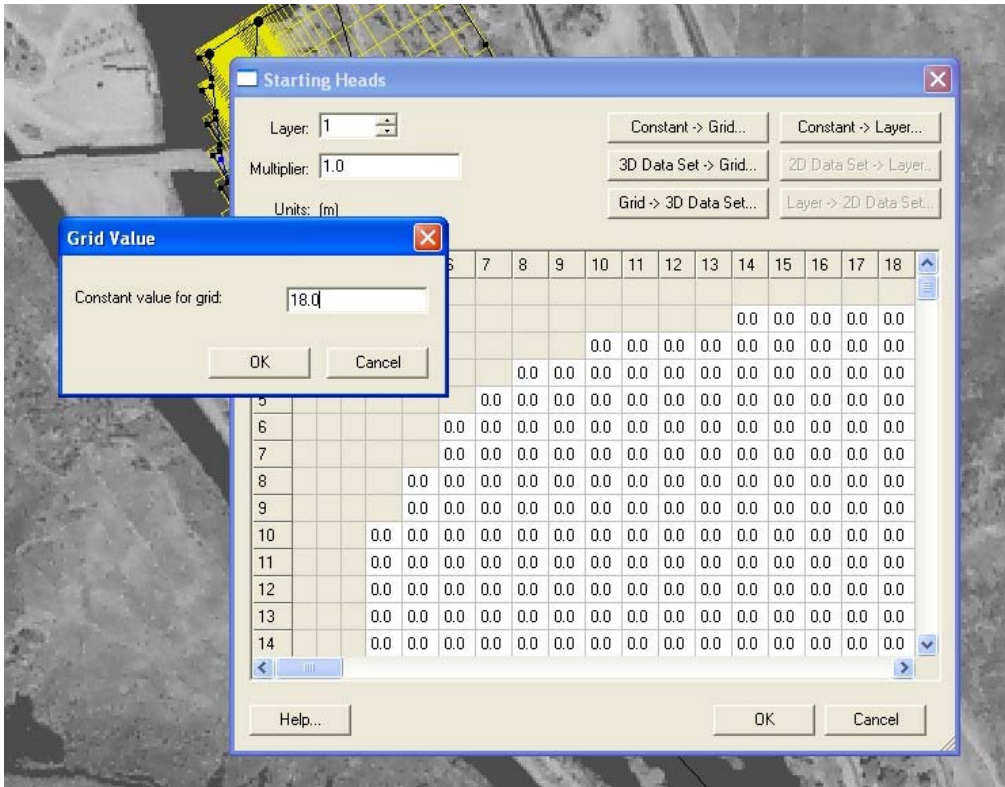 Starting Heads
Layer: 1
Constant -> Grid...
Constant -> Layer...
Multiplier: 1.0
3D Data Set -> Grid...
2D Data Set -> Layer...
Units: (m)
Grid -> 3D Data Set...
Layer -> 2D Data Set...
Grid Value
Constant value for grid: 18.0
OK Cancel
6 7 8 9 10 11 12 13 14 15 16 17 18
0.0 0.0 0.0 0.0 0.0
0.0 0.0 0.0 0.0 0.0 0.0 0.0 0.0 0.0
0.0 0.0 0.0 0.0 0.0 0.0 0.0 0.0 0.0 0.0 0.0
5 0.0 0.0 0.0 0.0 0.0 0.0 0.0 0.0 0.0 0.0 0.0 0.0
6 0.0 0.0 0.0 0.0 0.0 0.0 0.0 0.0 0.0 0.0 0.0 0.0 0.0
7 0.0 0.0 0.0 0.0 0.0 0.0 0.0 0.0 0.0 0.0 0.0 0.0 0.0
8 0.0 0.0 0.0 0.0 0.0 0.0 0.0 0.0 0.0 0.0 0.0 0.0 0.0 0.0
9 0.0 0.0 0.0 0.0 0.0 0.0 0.0 0.0 0.0 0.0 0.0 0.0 0.0 0.0
10 0.0 0.0 0.0 0.0 0.0 0.0 0.0 0.0 0.0 0.0 0.0 0.0 0.0 0.0 0.0
11 0.0 0.0 0.0 0.0 0.0 0.0 0.0 0.0 0.0 0.0 0.0 0.0 0.0 0.0 0.0
12 0.0 0.0 0.0 0.0 0.0 0.0 0.0 0.0 0.0 0.0 0.0 0.0 0.0 0.0 0.0
13 0.0 0.0 0.0 0.0 0.0 0.0 0.0 0.0 0.0 0.0 0.0 0.0 0.0 0.0 0.0
14 0.0 0.0 0.0 0.0 0.0 0.0 0.0 0.0 0.0 0.0 0.0 0.0 0.0 0.0 0.0
Help... OK Cancel